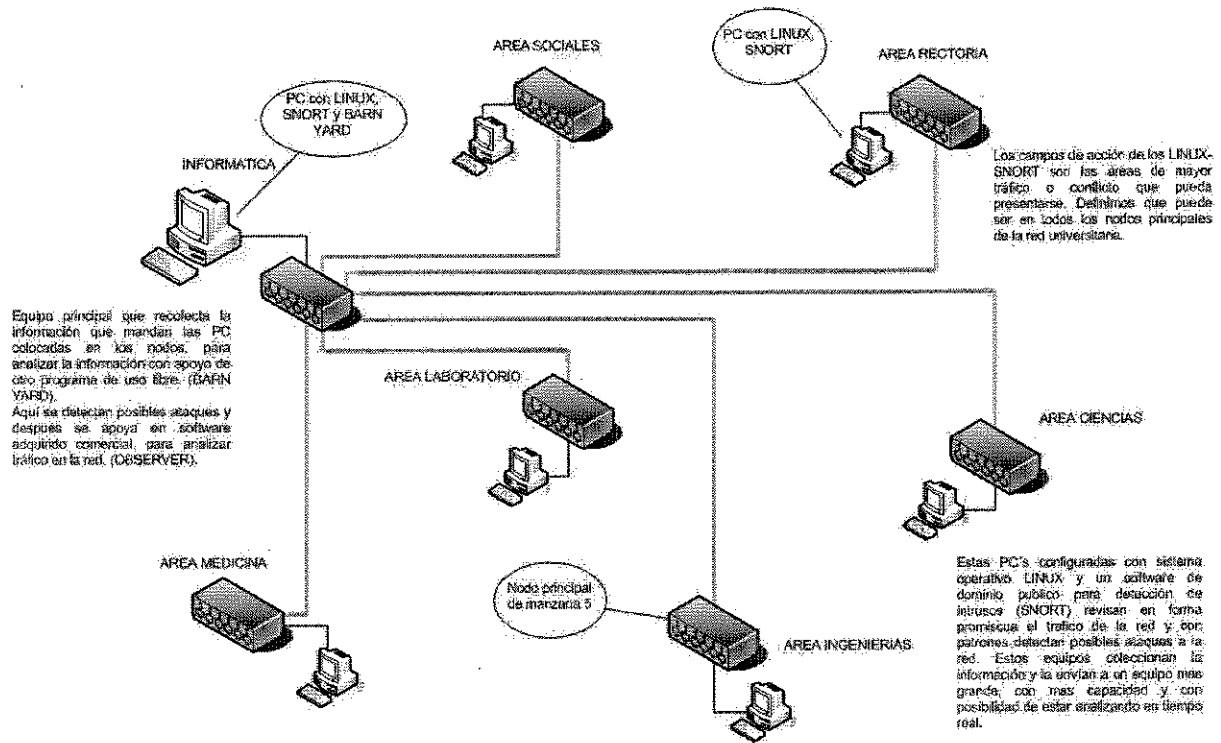 AREA SOCIALES
PC con LINUX,
SNORT
AREA RECTORIA
PC con LINUX,
SNORT y BARN
YARD
INFORMATICA
Los campos de acción de los LINUX-
SNORT son las áreas de mayor
tráfico o conflicto que pueda
presentarse. Definimos que puede
ser en todos los nodos principales
de la red universitaria.
Equipo principal que recolecta la
información que mandan las PC
colocadas en los nodos, para
analizar la información con apoyo de
otro programa de uso libre. (BARN
YARD).
Aquí se detectan posibles ataques y
después se apoya en software
adquirido comercial, para analizar
tráfico en la red. (OBSERVER).
AREA LABORATORIO
AREA CIENCIAS
AREA MEDICINA
Nodo principal
de manzana 5
AREA INGENIERIAS
Estas PC's configuradas con sistema
operativo LINUX y un software de
dominio publico para detección de
intrusos (SNORT) revisan en forma
promiscua el trafico de la red y con
patrones detectan posibles ataques a la
red. Estos equipos coleccionan la
información y la envían a un equipo mas
grande, con mas capacidad y con
posibilidad de estar analizando en tiempo
real.